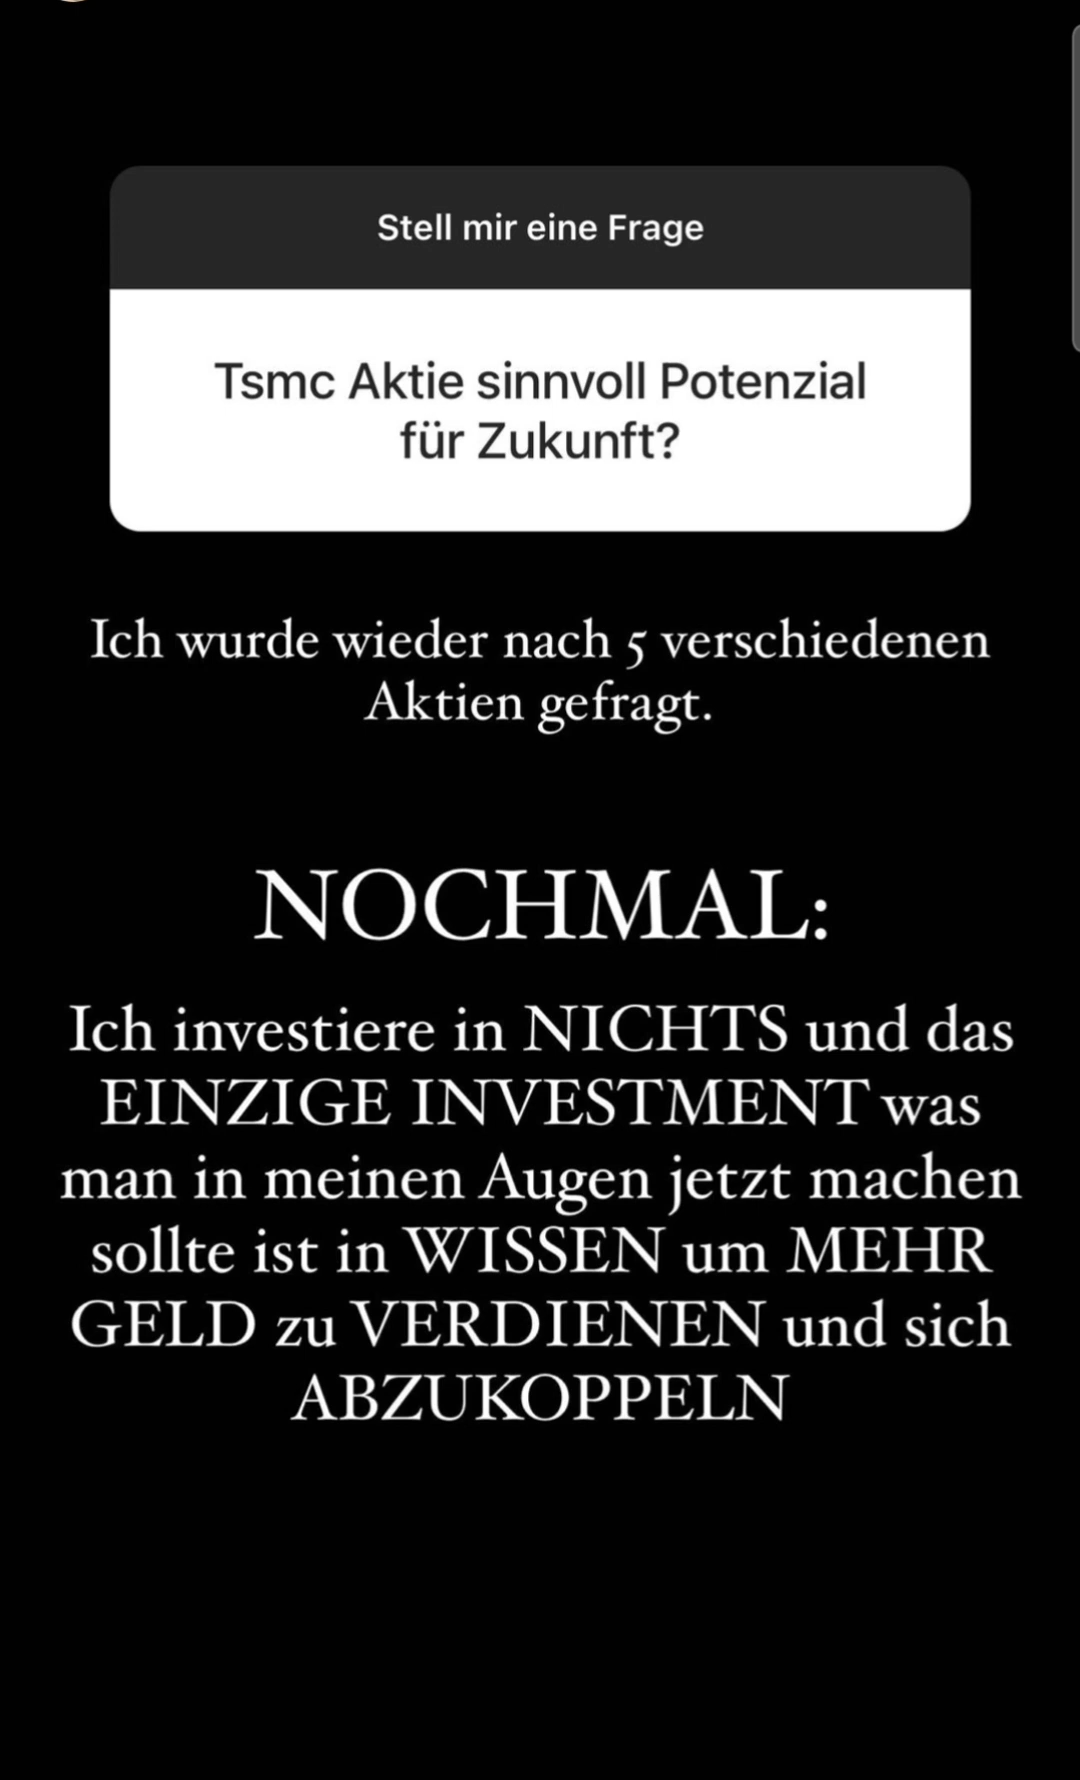 Stell mir eine Frage
Tsmc Aktie sinnvoll Potenzial
für Zukunft?
Ich wurde wieder nach 5 verschiedenen
Aktien gefragt.
NOCHMAL:
Ich investiere in NICHTS und das
EINZIGE INVESTMENT was
man in meinen Augen jetzt machen
sollte ist in WISSEN um MEHR
GELD zu VERDIENEN und sich
ABZUKOPPELN